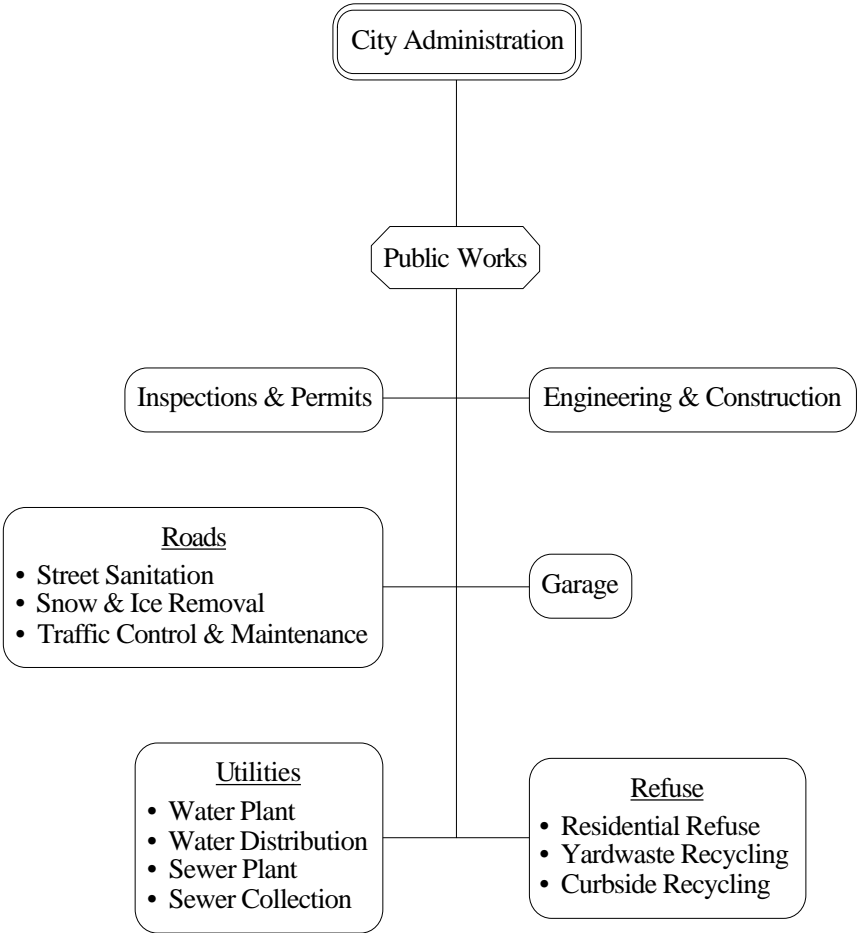 City Administration
Public Works
Inspections & Permits
Engineering & Construction
Roads
• Street Sanitation
• Snow & Ice Removal
• Traffic Control & Maintenance
Garage
Utilities
• Water Plant
• Water Distribution
• Sewer Plant
• Sewer Collection
Refuse
• Residential Refuse
• Yardwaste Recycling
• Curbside Recycling